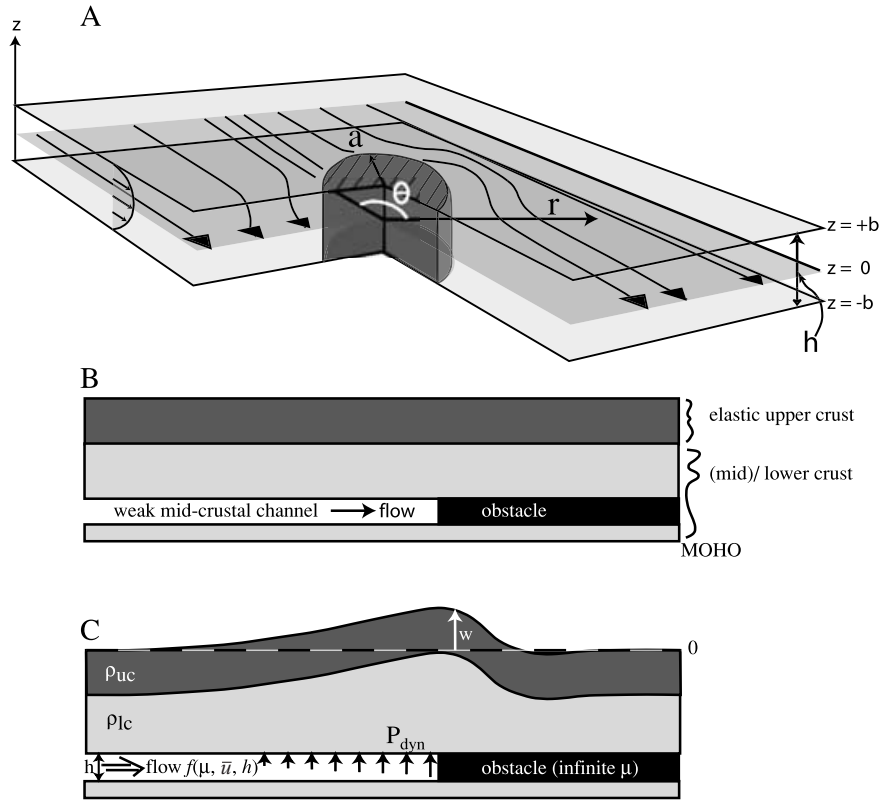 A
z
a
θ
r
z = +b
z = 0
z = -b
h
B
elastic upper crust
(mid)/ lower crust
weak mid-crustal channel flow obstacle
MOHO
C
w
0
ρuc
ρlc
Pdyn
h flow f(μ, u̅, h) obstacle (infinite μ)